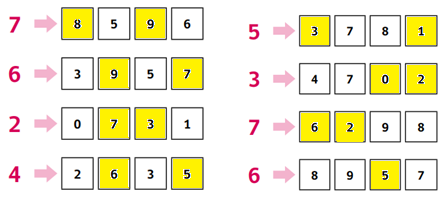 7 8 5 9 6
6 3 9 5 7
2 0 7 3 1
4 2 6 3 5
5 3 7 8 1
3 4 7 0 2
7 6 2 9 8
6 8 9 5 7